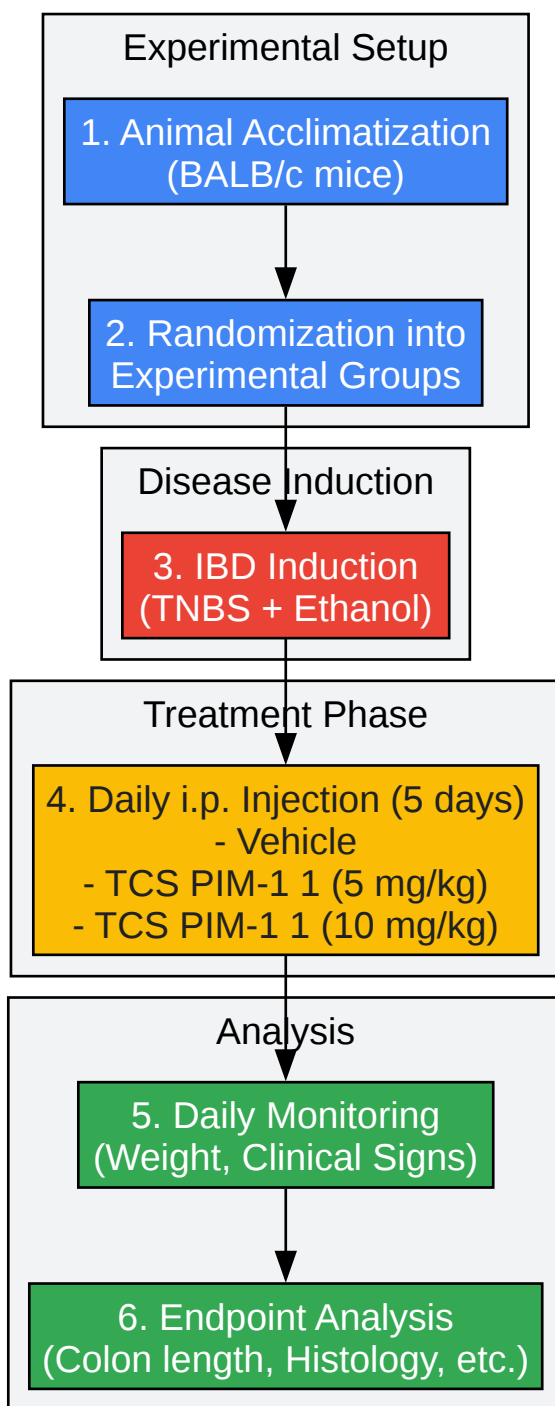 Experimental Setup
1. Animal Acclimatization
(BALB/c mice)
2. Randomization into
Experimental Groups
Disease Induction
3. IBD Induction
(TNBS + Ethanol)
Treatment Phase
4. Daily i.p. Injection (5 days)
- Vehicle
- TCS PIM-1 1 (5 mg/kg)
- TCS PIM-1 1 (10 mg/kg)
Analysis
5. Daily Monitoring
(Weight, Clinical Signs)
6. Endpoint Analysis
(Colon length, Histology, etc.)